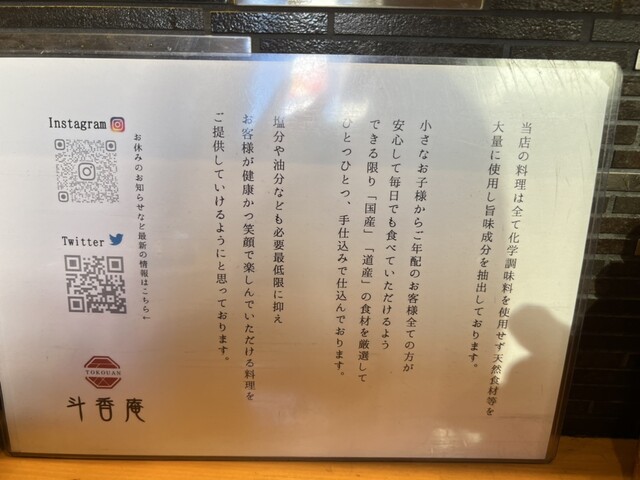 当店の料理は全て化学調味料を使用せず天然食材等を
大量に使用し旨味成分を抽出しております。
小さなお子様からご年配のお客様全ての方が
安心して毎日でも食べていただけるよう
できる限り「国産」「道産」の食材を厳選して
ひとつひとつ、手仕込みで仕込んでおります。
塩分や油分なども必要最低限に抑え
お客様が健康かつ笑顔で楽しんでいただける料理を
ご提供していけるようにと思っております。
お休みのお知らせなど最新の情報はこちら←
Instagram
Twitter
TOKOUAN
斗香庵